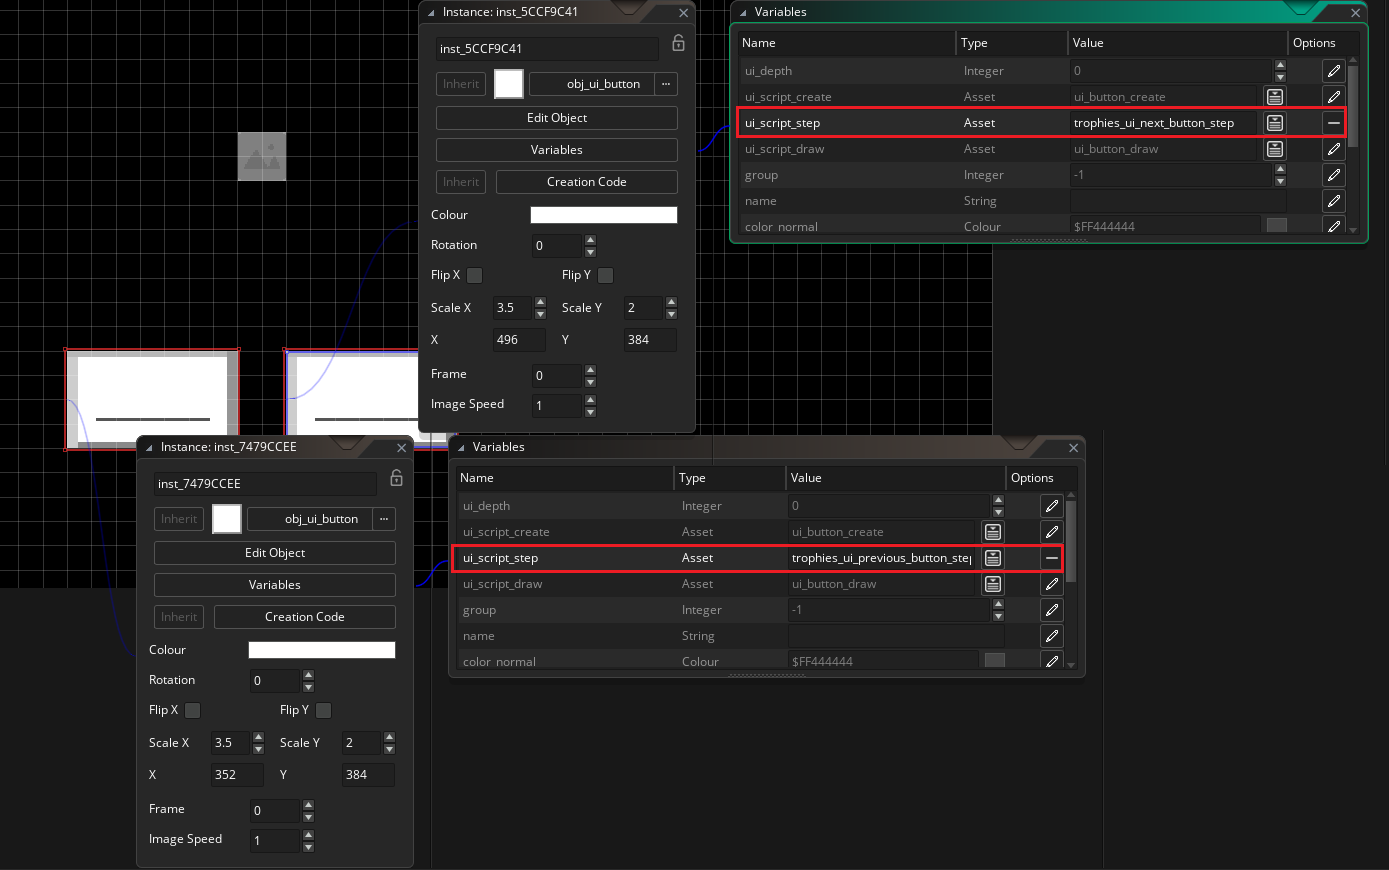 Instance: inst_5CCF9C41
inst_5CCF9C41
Inherit obj_ui_button ...
Edit Object
Variables
Inherit Creation Code
Colour
Rotation 0
Flip X Flip Y
Scale X 3.5 Scale Y 2
X 496 Y 384
Frame 0
Image Speed 1
Variables
Name Type Value Options
ui_depth Integer 0
ui_script_create Asset ui_button_create
ui_script_step Asset trophies_ui_next_button_step
ui_script_draw Asset ui_button_draw
group Integer -1
name String
color_normal Colour $FF444444
Instance: inst_7479CCEE
inst_7479CCEE
Inherit obj_ui_button ...
Edit Object
Variables
Inherit Creation Code
Colour
Rotation 0
Flip X Flip Y
Scale X 3.5 Scale Y 2
X 352 Y 384
Frame 0
Image Speed 1
Variables
Name Type Value Options
ui_depth Integer 0
ui_script_create Asset ui_button_create
ui_script_step Asset trophies_ui_previous_button_step
ui_script_draw Asset ui_button_draw
group Integer -1
name String
color_normal Colour $FF444444